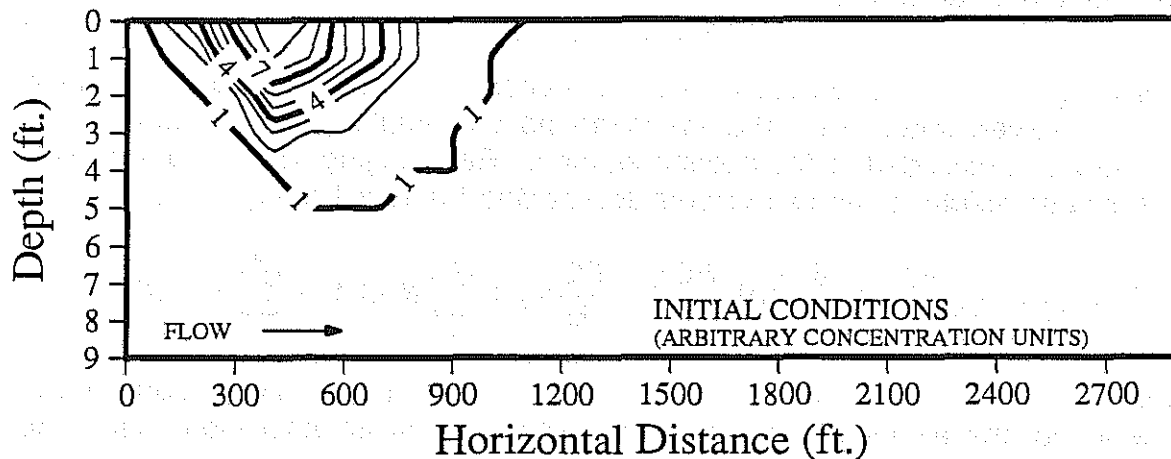 0
1
2
3
4
5
6
7
8
9
Depth (ft.)
4
7
4
1
1
1
1
FLOW
INITIAL CONDITIONS
(ARBITRARY CONCENTRATION UNITS)
0 300 600 900 1200 1500 1800 2100 2400 2700
Horizontal Distance (ft.)